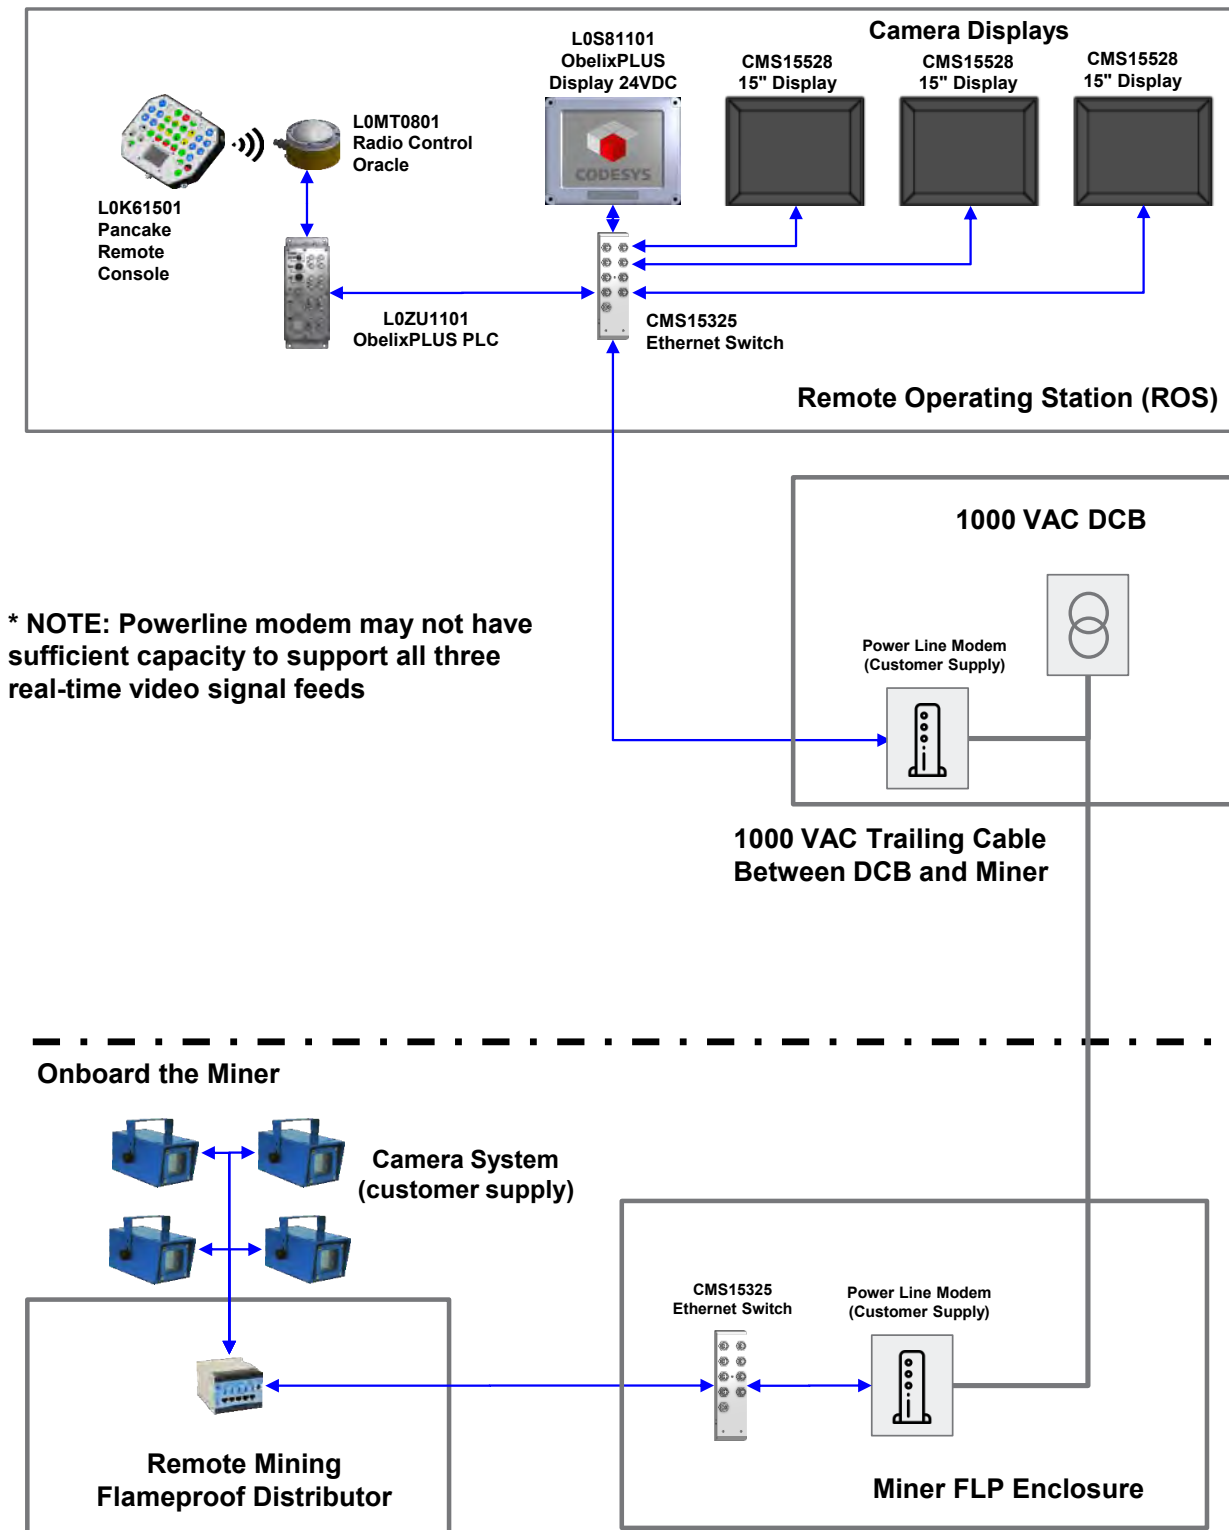 Camera Displays
L0S81101
ObelixPLUS
Display 24VDC
CMS15528
15" Display
CMS15528
15" Display
CMS15528
15" Display
L0MT0801
Radio Control
Oracle
CODESYS
L0K61501
Pancake
Remote
Console
L0ZU1101
ObelixPLUS PLC
CMS15325
Ethernet Switch
Remote Operating Station (ROS)
1000 VAC DCB
* NOTE: Powerline modem may not have
sufficient capacity to support all three
real-time video signal feeds
Power Line Modem
(Customer Supply)
1000 VAC Trailing Cable
Between DCB and Miner
Onboard the Miner
Camera System
(customer supply)
CMS15325
Ethernet Switch
Power Line Modem
(Customer Supply)
Remote Mining
Flameproof Distributor
Miner FLP Enclosure